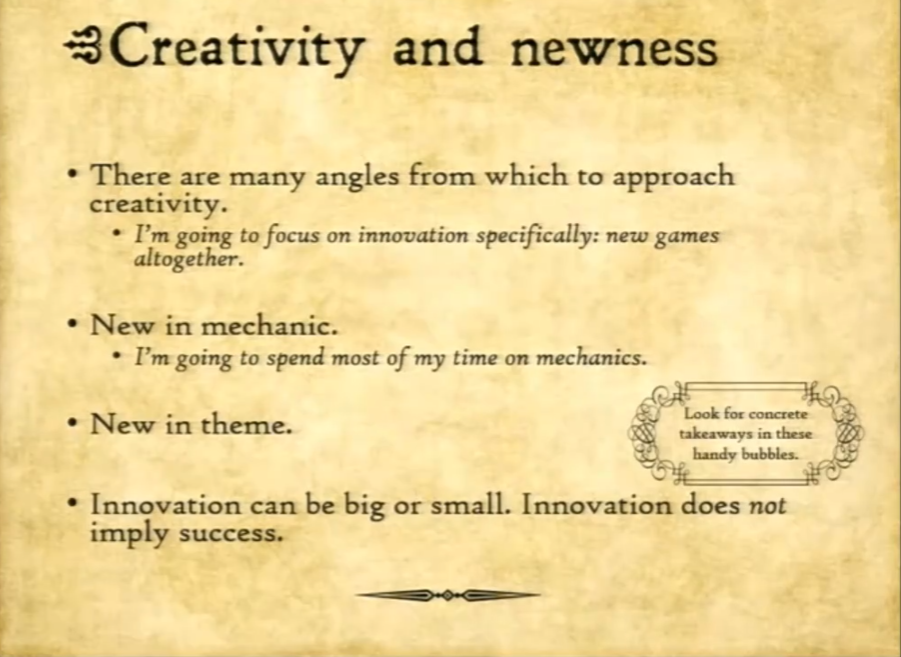 Creativity and newness
• There are many angles from which to approach
creativity.
• I'm going to focus on innovation specifically: new games
altogether.
• New in mechanic.
• I'm going to spend most of my time on mechanics.
• New in theme.
Look for concrete
takeaways in these
handy bubbles.
• Innovation can be big or small. Innovation does not
imply success.